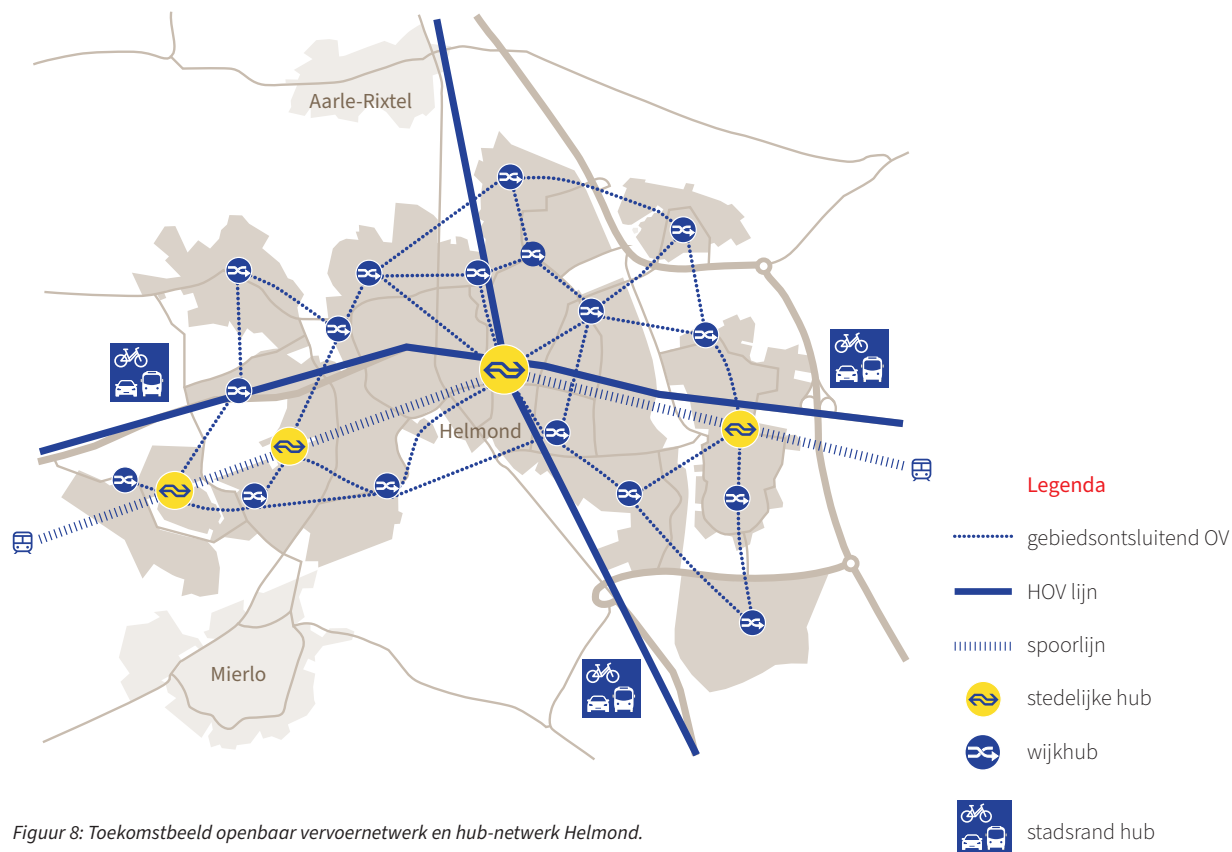 Aarle-Rixtel
Helmond
Mierlo
Legenda
gebiedsontsluitend OV
HOV lijn
spoorlijn
stedelijke hub
wijkhub
stadsrand hub
Figuur 8: Toekomstbeeld openbaar vervoernetwerk en hub-netwerk Helmond.